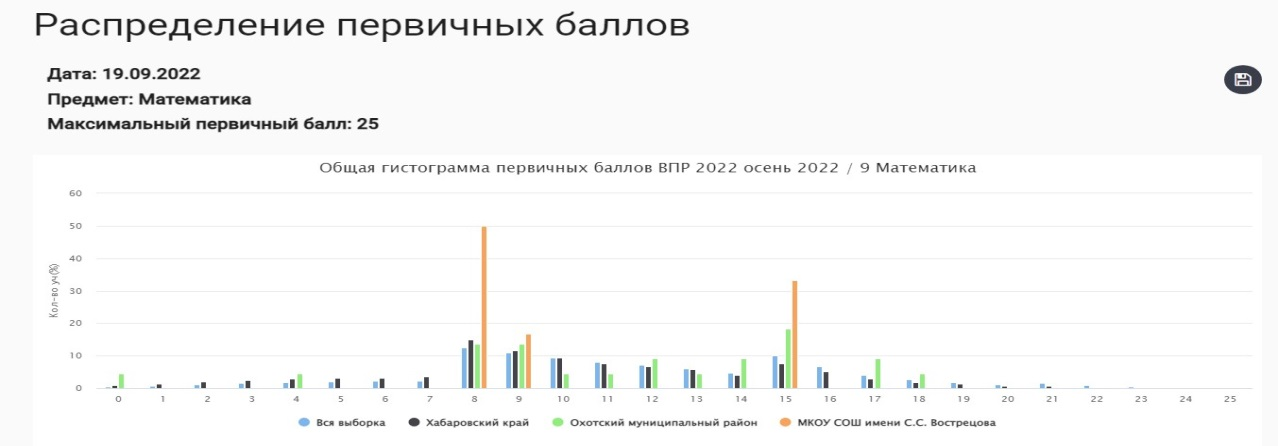 Распределение первичных баллов
Дата: 19.09.2022
Предмет: Математика
Максимальный первичный балл: 25
Общая гистограмма первичных баллов ВПР 2022 осень 2022 / 9 Математика
Кол-во уч(%)
60
50
40
30
20
10
0
0 1 2 3 4 5 6 7 8 9 10 11 12 13 14 15 16 17 18 19 20 21 22 23 24 25
Вся выборка Хабаровский край Охотский муниципальный район МКОУ СОШ имени С.С. Вострецова